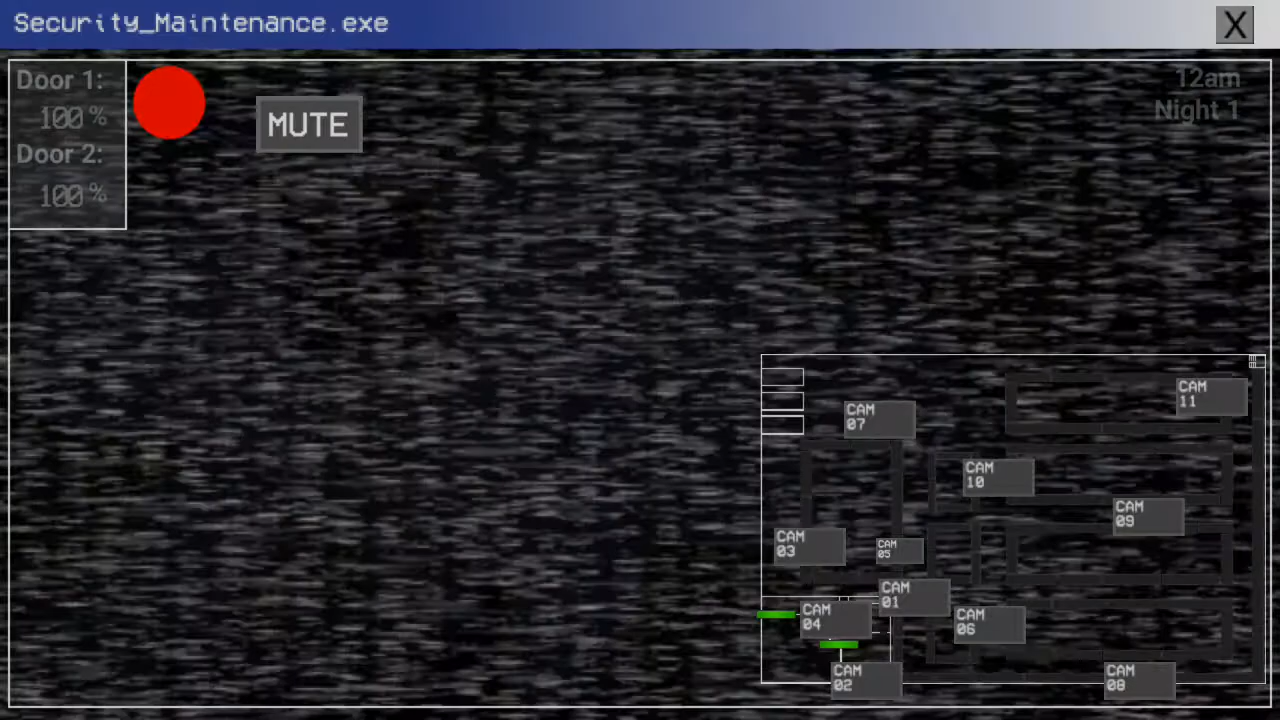 Security_Maintenance.exe
X
Door 1:
100 %
Door 2:
100 %
MUTE
12am
Night 1
CAM
11
CAM
07
CAM
10
CAM
09
CAM
03
CAM
05
CAM
01
CAM
04
CAM
06
CAM
02
CAM
08